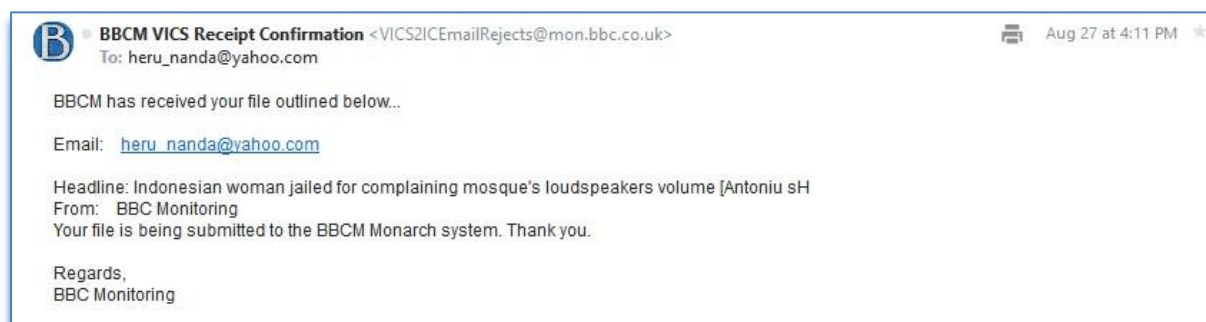 B
BBCM VICS Receipt Confirmation <VICS2ICEmailRejects@mon.bbc.co.uk> Aug 27 at 4:11 PM
To: heru_nanda@yahoo.com
BBCM has received your file outlined below...
Email: heru_nanda@yahoo.com
Headline: Indonesian woman jailed for complaining mosque's loudspeakers volume [Antoniu sH
From: BBC Monitoring
Your file is being submitted to the BBCM Monarch system. Thank you.
Regards,
BBC Monitoring